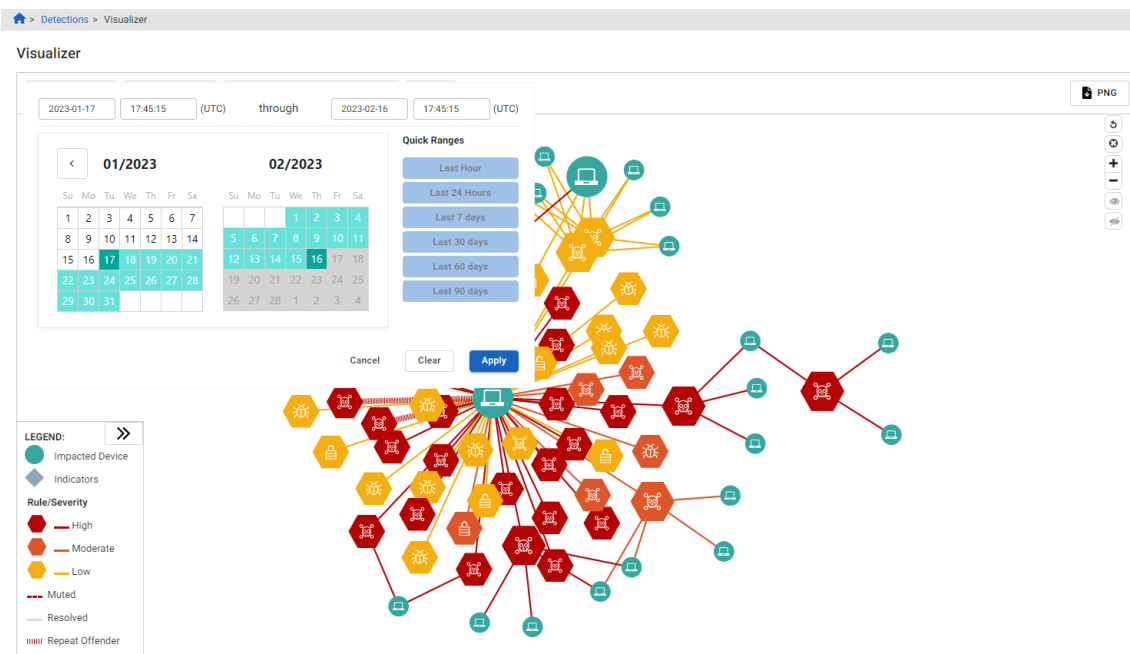 > Detections > Visualizer
Visualizer
PNG
2023-01-17 17:45:15 (UTC) through 2023-02-16 17:45:15 (UTC)
Quick Ranges
‹ 01/2023 02/2023
Last Hour
Last 24 Hours
Last 7 days
Last 30 days
Last 60 days
Last 90 days
Su Mo Tu We Th Fr Sa
1 2 3 4 5 6 7
8 9 10 11 12 13 14
15 16 17 18 19 20 21
22 23 24 25 26 27 28
29 30 31
Su Mo Tu We Th Fr Sa
1 2 3 4
5 6 7 8 9 10 11
12 13 14 15 16 17 18
19 20 21 22 23 24 25
26 27 28 1 2 3 4
Cancel Clear Apply
LEGEND:
Impacted Device
Indicators
Rule/Severity
High
Moderate
Low
Muted
Resolved
Repeat Offender